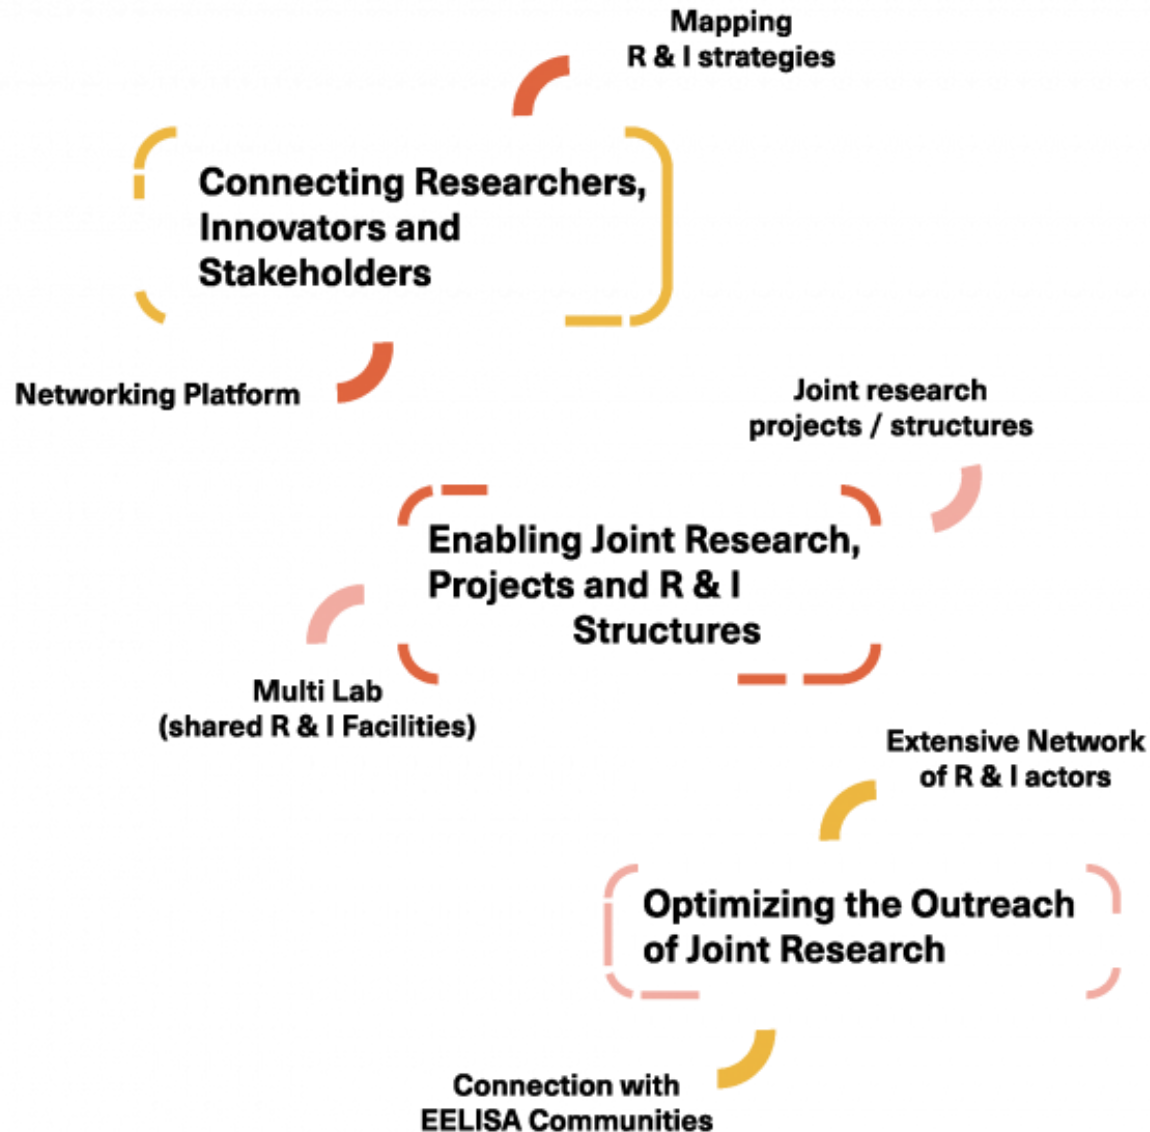 Mapping
R & I strategies
Connecting Researchers,
Innovators and
Stakeholders
Networking Platform
Joint research
projects / structures
Enabling Joint Research,
Projects and R & I
Structures
Multi Lab
(shared R & I Facilities)
Extensive Network
of R & I actors
Optimizing the Outreach
of Joint Research
Connection with
EELISA Communities